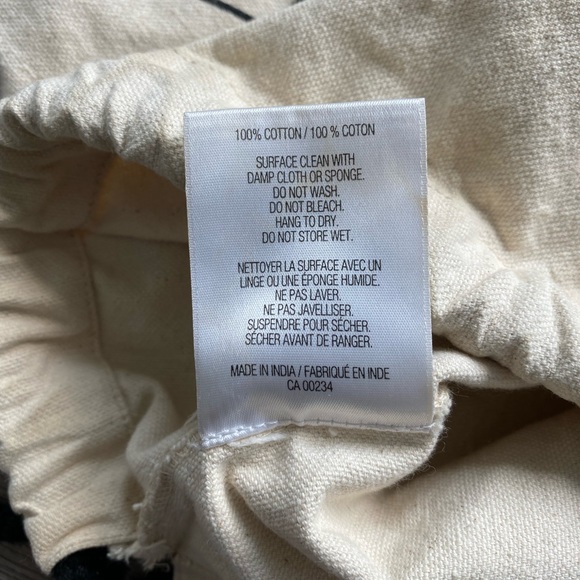 100% COTTON / 100 % COTON
SURFACE CLEAN WITH
DAMP CLOTH OR SPONGE.
DO NOT WASH.
DO NOT BLEACH.
HANG TO DRY.
DO NOT STORE WET.
NETTOYER LA SURFACE AVEC UN
LINGE OU UNE ÉPONGE HUMIDE.
NE PAS LAVER.
NE PAS JAVELLISER.
SUSPENDRE POUR SÉCHER.
SÉCHER AVANT DE RANGER.
MADE IN INDIA / FABRIQUÉ EN INDE
CA 00234